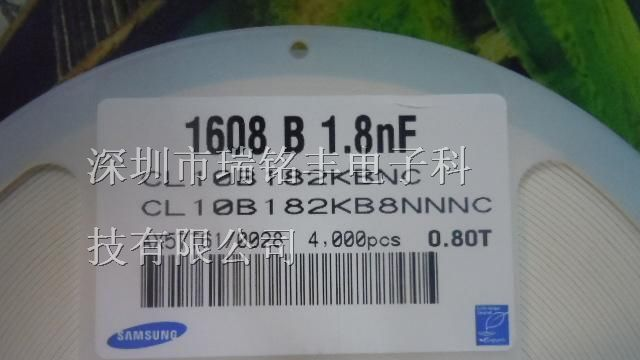 1608 B 1.8nF
深圳市瑞铭丰电子科
CL10B182KBNC
CL10B182KB8NNNC
技有限公司
4,000pcs 0.80T
SAMSUNG